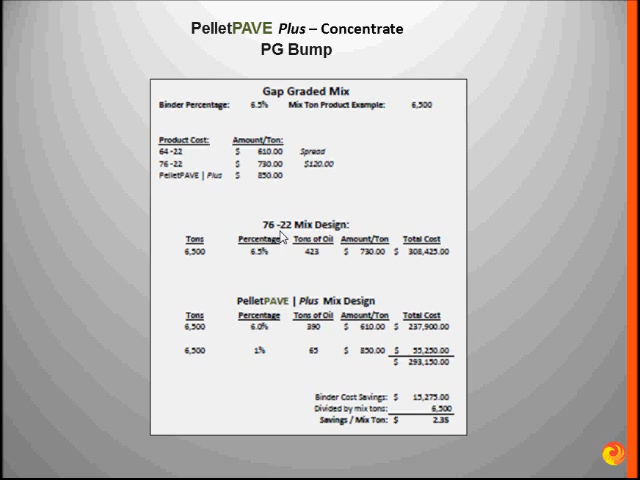 PelletPAVE Plus – Concentrate
PG Bump
Gap Graded Mix
Binder Percentage: 6.5% Mix Ton Product Example: 6,500
Product Cost: Amount/Ton:
64 -22 $ 610.00 Spread
76 -22 $ 730.00 $120.00
PelletPAVE | Plus $ 850.00
76 -22 Mix Design:
Tons Percentage Tons of Oil Amount/Ton Total Cost
6,500 6.5% 423 $ 730.00 $ 308,425.00
PelletPAVE | Plus Mix Design
Tons Percentage Tons of Oil Amount/Ton Total Cost
6,500 6.0% 390 $ 610.00 $ 237,900.00
6,500 1% 65 $ 850.00 $ 55,250.00
$ 293,150.00
Binder Cost Savings: $ 15,275.00
Divided by mix tons: 6,500
Savings / Mix Ton: $ 2.35